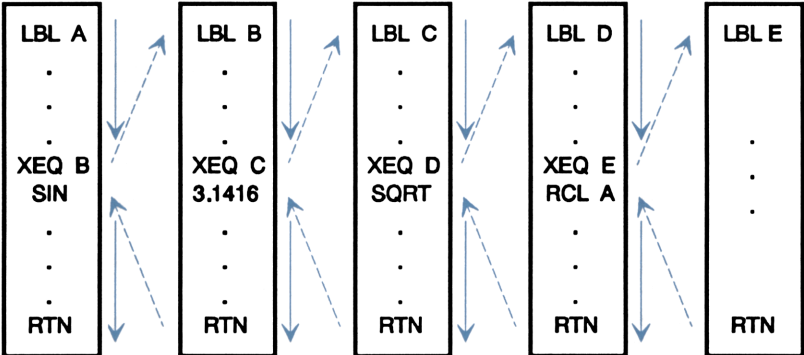 LBL A
.
.
.
XEQ B
SIN
.
.
.
RTN
LBL B
.
.
.
XEQ C
3.1416
.
.
.
RTN
LBL C
.
.
.
XEQ D
SQRT
.
.
.
RTN
LBL D
.
.
.
XEQ E
RCL A
.
.
.
RTN
LBL E
.
.
.
RTN